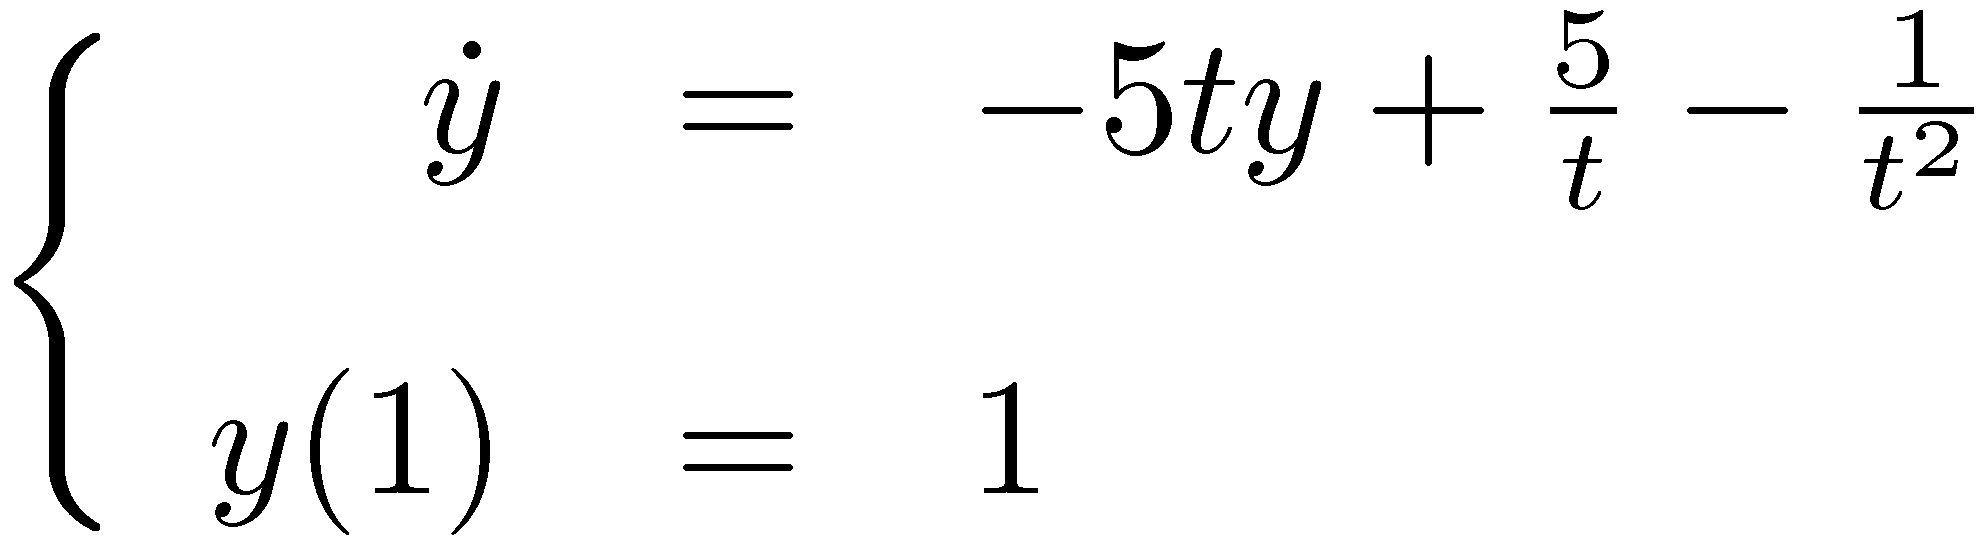 ẏ = −5ty + 5/t − 1/t²
y(1) = 1